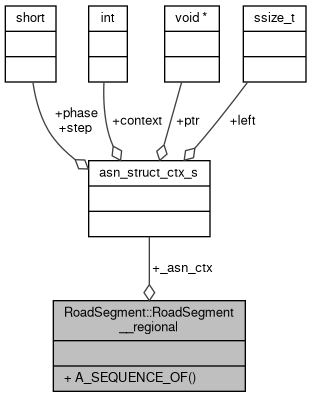 short
int
void *
ssize_t
+phase
+step
+context
+ptr
+left
asn_struct_ctx_s
+_asn_ctx
RoadSegment::RoadSegment
__regional
+ A_SEQUENCE_OF()